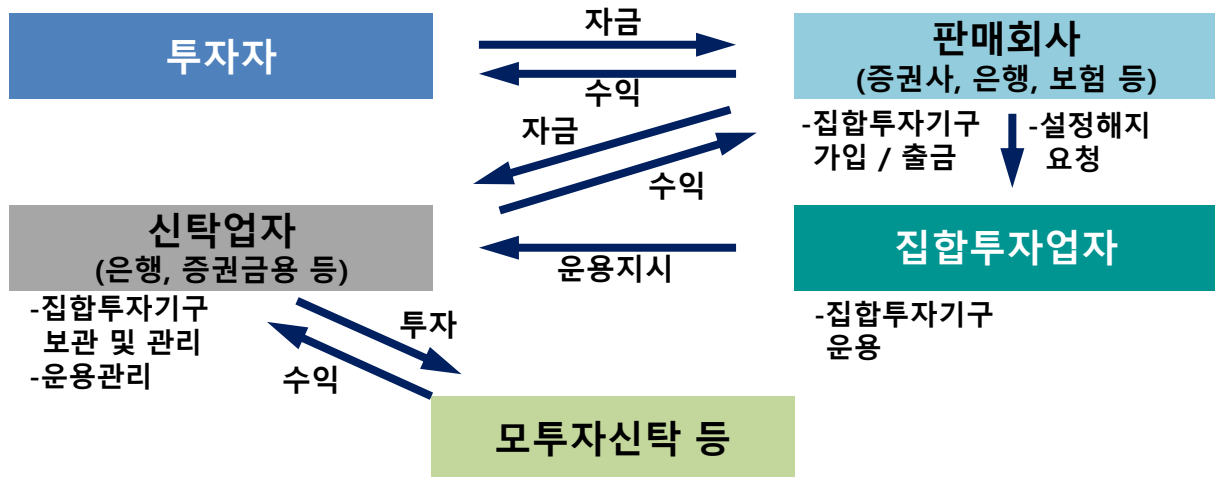 투자자
자금
수익
판매회사
(증권사, 은행, 보험 등)
-집합투자기구
가입 / 출금
-설정해지
요청
자금
수익
신탁업자
(은행, 증권금융 등)
-집합투자기구
보관 및 관리
-운용관리
운용지시
집합투자업자
-집합투자기구
운용
투자
수익
모투자신탁 등